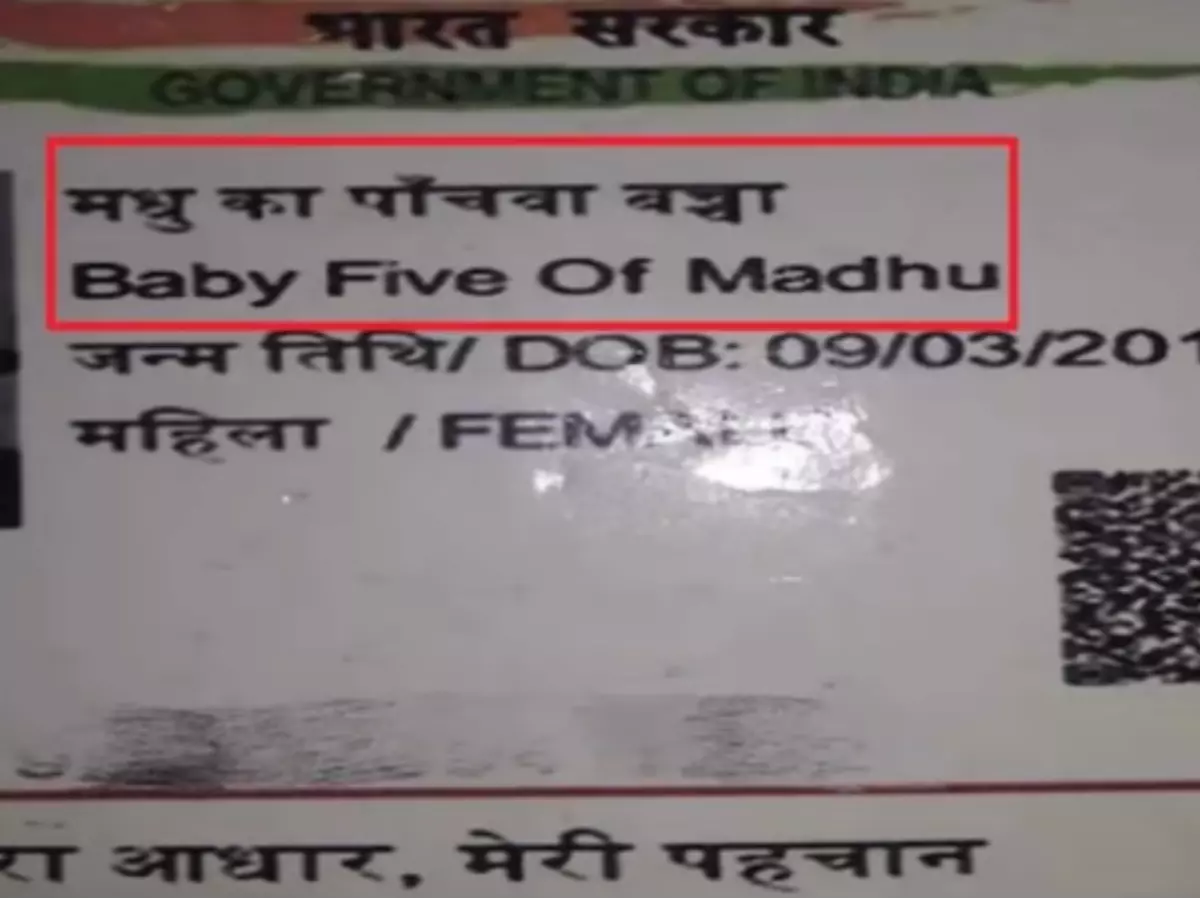 भारत सरकार
GOVERNMENT OF INDIA
मधु का पाँचवा बच्चा
Baby Five Of Madhu
जन्म तिथि/ DOB: 09/03/201
महिला / FEMALE
रा आधार, मेरी पहचान